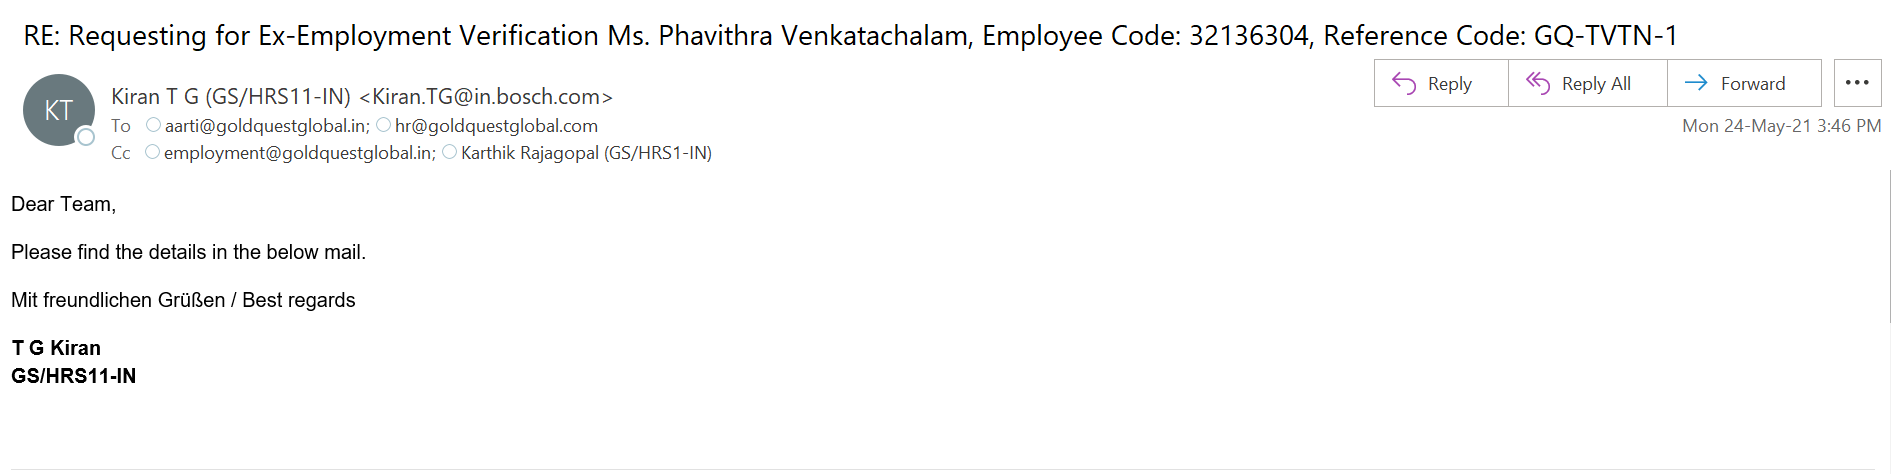 RE: Requesting for Ex-Employment Verification Ms. Phavithra Venkatachalam, Employee Code: 32136304, Reference Code: GQ-TVTN-1
KT
Kiran T G (GS/HRS11-IN) <Kiran.TG@in.bosch.com>
Reply
Reply All
Forward
To aarti@goldquestglobal.in; hr@goldquestglobal.com
Mon 24-May-21 3:46 PM
Cc employment@goldquestglobal.in; Karthik Rajagopal (GS/HRS1-IN)
Dear Team,
Please find the details in the below mail.
Mit freundlichen Grüßen / Best regards
T G Kiran
GS/HRS11-IN